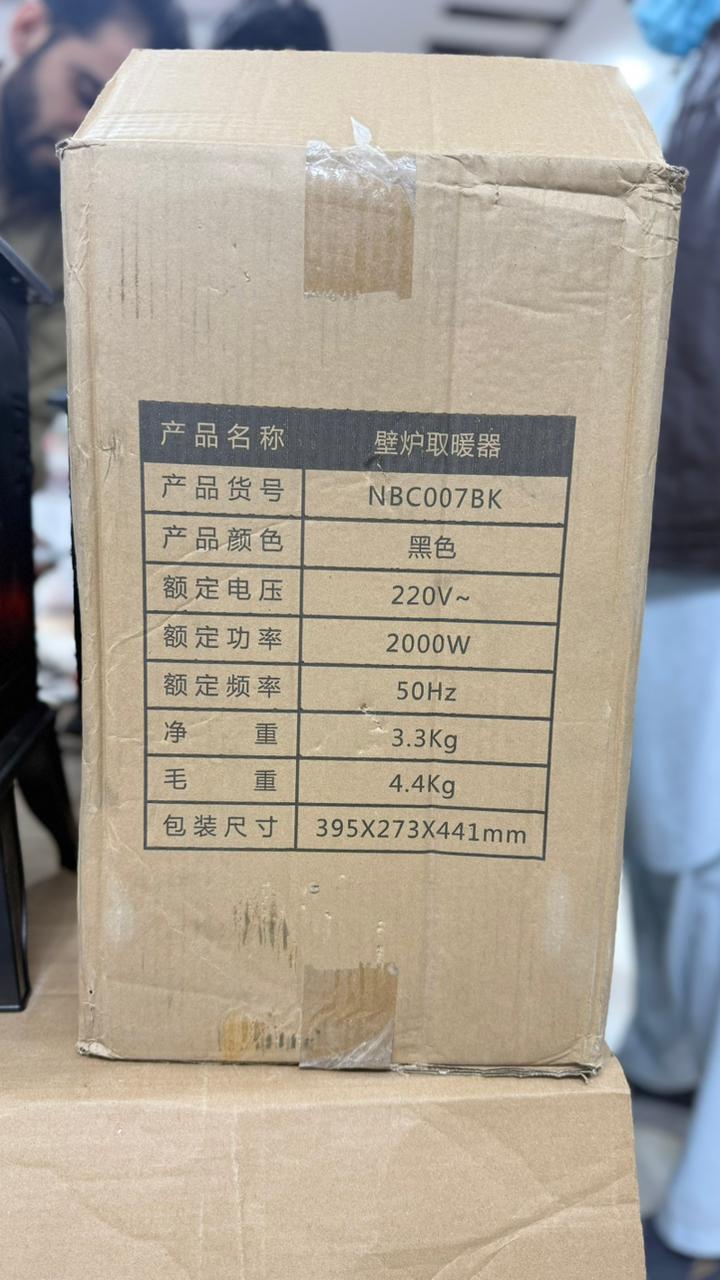 产品名称 壁炉取暖器
产品货号 NBC007BK
产品颜色 黑色
额定电压 220V~
额定功率 2000W
额定频率 50Hz
净重 3.3Kg
毛重 4.4Kg
包装尺寸 395X273X441mm